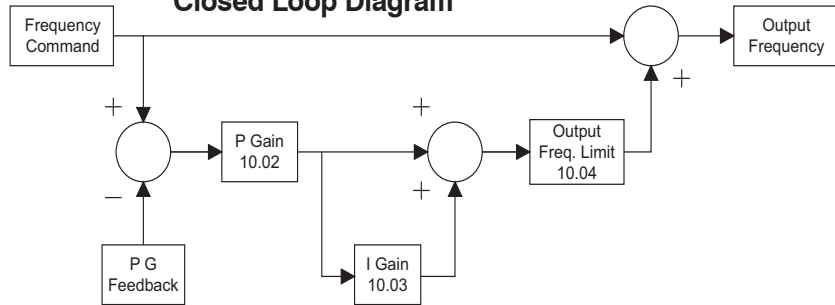 Closed Loop Diagram
Frequency
Command
Output
Frequency
+
+
+
P Gain
10.02
Output
Freq. Limit
10.04
+
–
P G
Feedback
I Gain
10.03